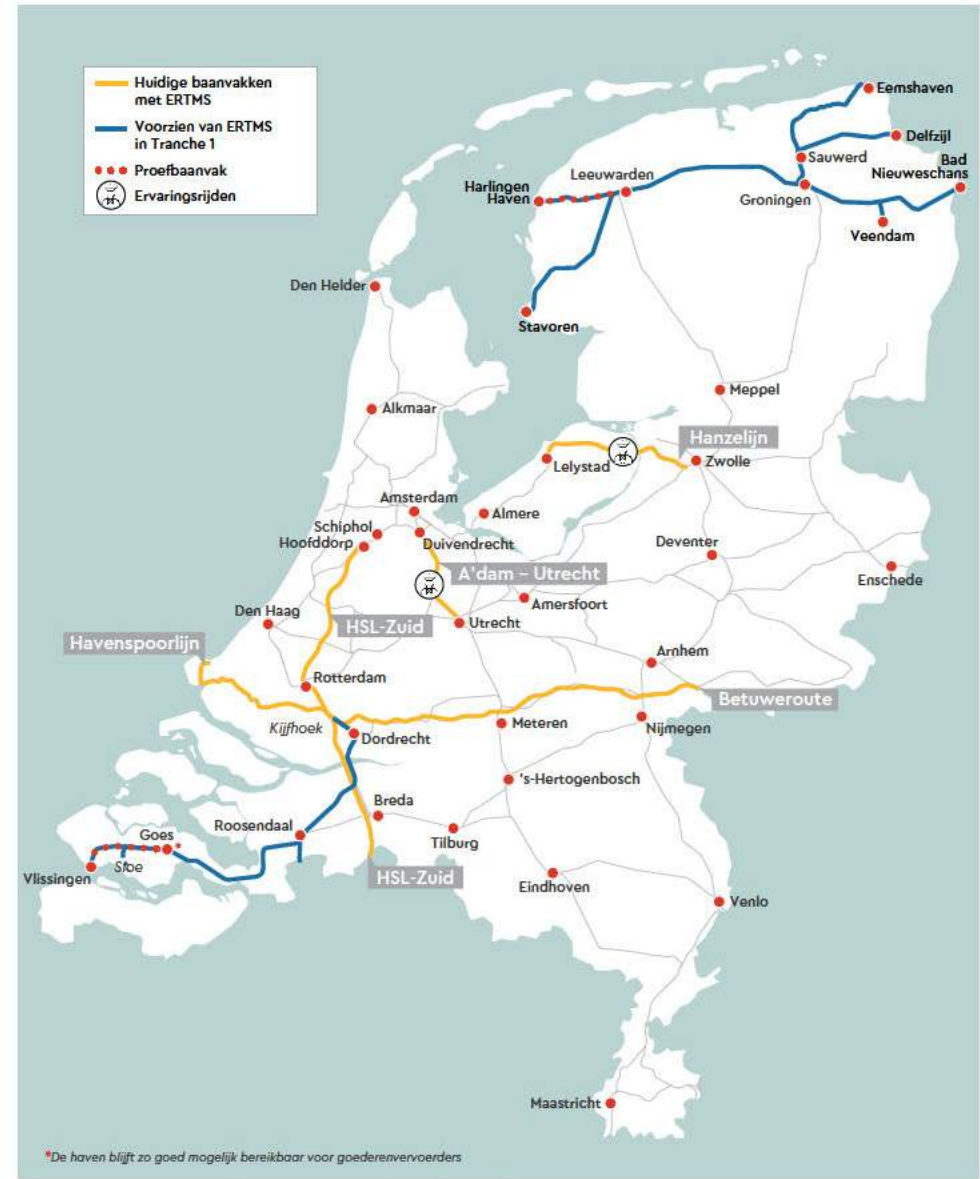 Huidige baanvakken
met ERTMS
Voorzien van ERTMS
in Tranche 1
Proefbaanvak
Ervaringsrijden
Eemshaven
Delfzijl
Sauwerd
Bad
Nieuweschans
Leeuwarden
Harlingen
Haven
Groningen
Veendam
Den Helder
Stavoren
Meppel
Alkmaar
Hanzelijn
Lelystad
Zwolle
Amsterdam
Almere
Schiphol
Hoofddorp
Duivendrecht
Deventer
A'dam – Utrecht
Enschede
Amersfoort
Den Haag
Utrecht
HSL-Zuid
Havenspoorlijn
Arnhem
Rotterdam
Betuweroute
Kijfhoek
Dordrecht
Meteren
Nijmegen
's-Hertogenbosch
Breda
Roosendaal
Goes*
Tilburg
Sloe
Vlissingen
HSL-Zuid
Eindhoven
Venlo
Maastricht
*De haven blijft zo goed mogelijk bereikbaar voor goederenvervoerders